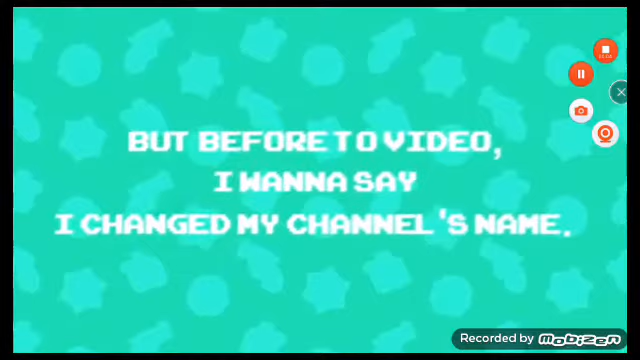 BUT BEFORE TO VIDEO,
I WANNA SAY
I CHANGED MY CHANNEL'S NAME.
Recorded by Mobizen